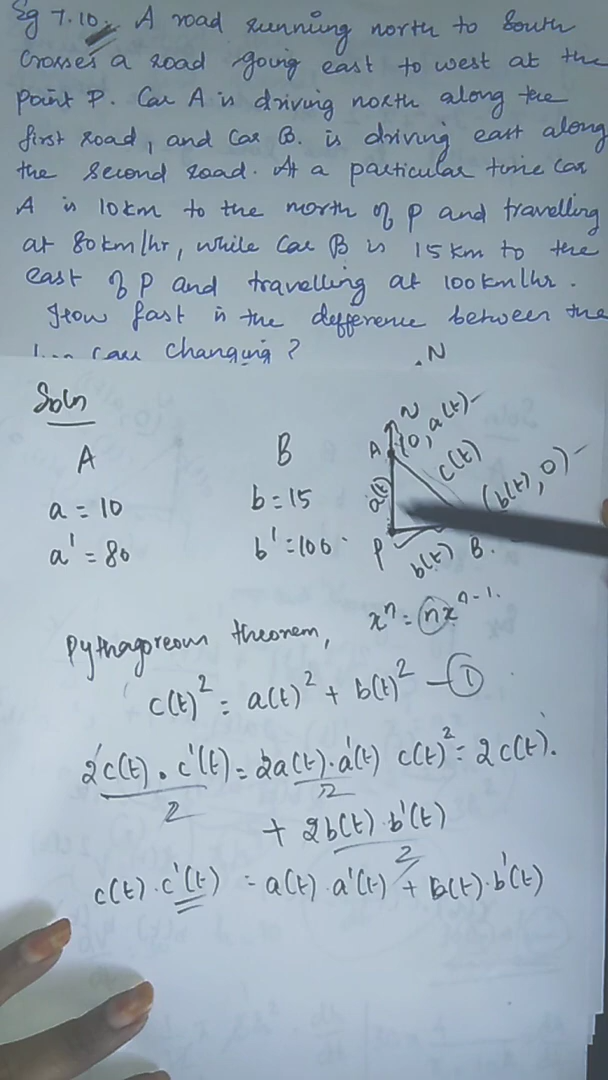 Eg 7.10. A road running north to South
Crosses a road going east to west at the
point P. Car A is driving north along the
first road, and Car B. is driving east along
the second road. At a particular time Car
A is 10km to the north of P and travelling
at 80km/hr, while Car B is 15km to the
east of P and travelling at 100km/hr.
How fast is the difference between the
Cars changing?
.N
Soln
N
A (0, a(t))
A
B
a(t)
c(t)
(b(t), 0)
P
b(t)
B.
a = 10
b = 15
a' = 80
b' = 100
Pythagoreom theorem,
xⁿ = nxⁿ⁻¹.
c(t)² = a(t)² + b(t)² — ①
2c(t) . c'(t) = 2a(t) . a'(t)
c(t)² = 2c(t).
2
2
+ 2b(t) . b'(t)
2
c(t) . c'(t) = a(t) . a'(t) + b(t) . b'(t)